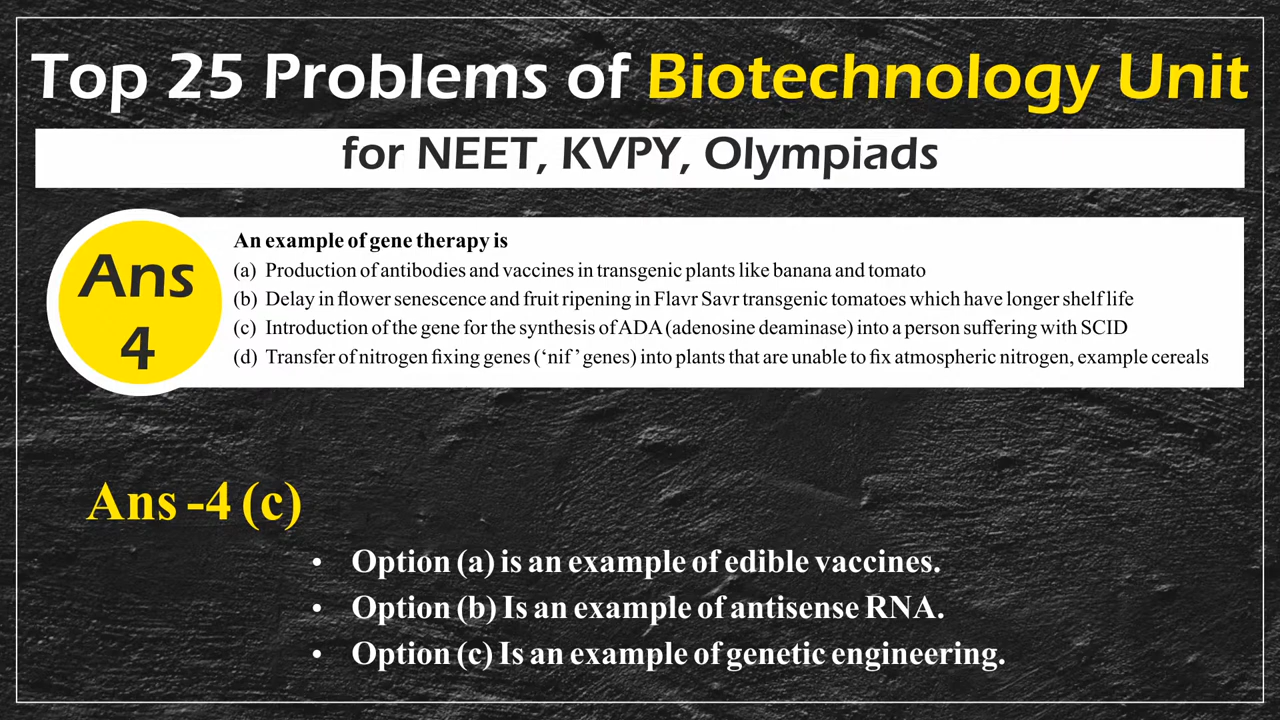 Top 25 Problems of Biotechnology Unit
for NEET, KVPY, Olympiads
Ans
4
An example of gene therapy is
(a) Production of antibodies and vaccines in transgenic plants like banana and tomato
(b) Delay in flower senescence and fruit ripening in Flavr Savr transgenic tomatoes which have longer shelf life
(c) Introduction of the gene for the synthesis of ADA (adenosine deaminase) into a person suffering with SCID
(d) Transfer of nitrogen fixing genes (‘nif’ genes) into plants that are unable to fix atmospheric nitrogen, example cereals
Ans -4 (c)
• Option (a) is an example of edible vaccines.
• Option (b) Is an example of antisense RNA.
• Option (c) Is an example of genetic engineering.